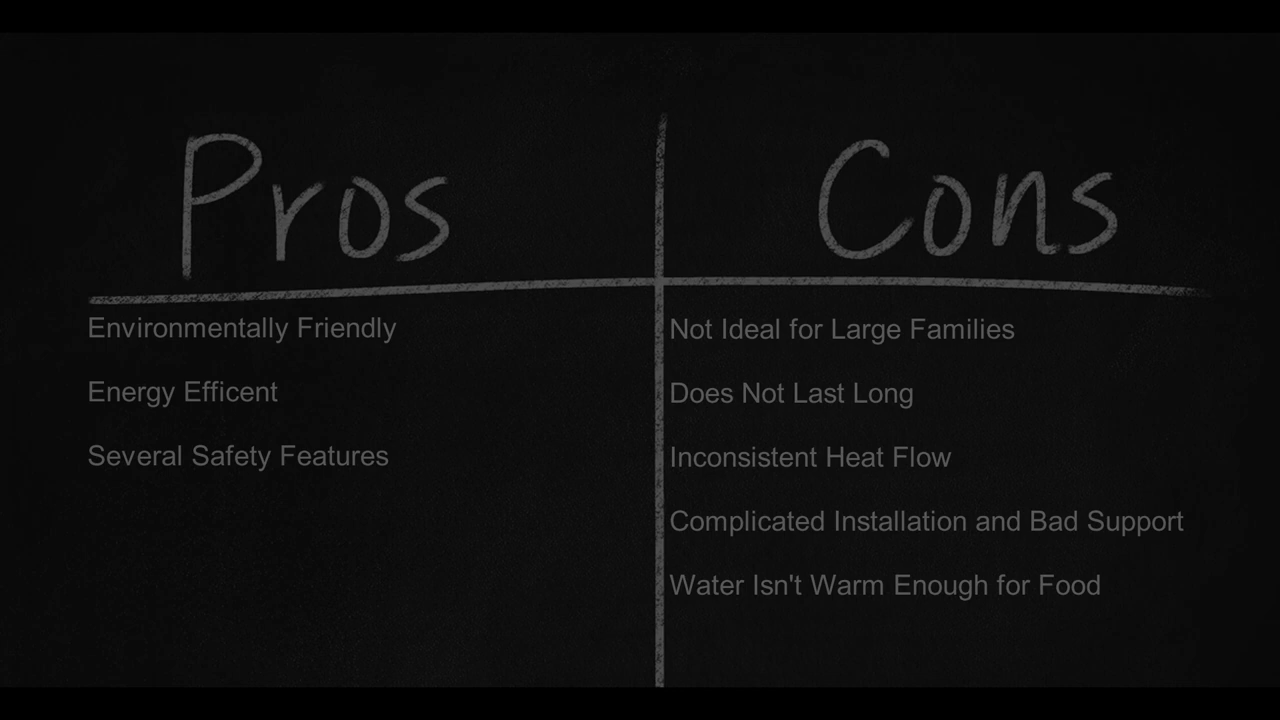 Pros
Cons
Environmentally Friendly
Energy Efficent
Several Safety Features
Not Ideal for Large Families
Does Not Last Long
Inconsistent Heat Flow
Complicated Installation and Bad Support
Water Isn't Warm Enough for Food